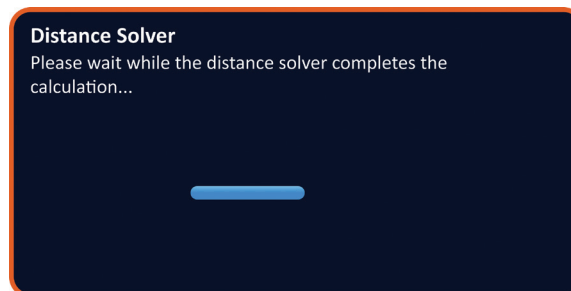 Distance Solver
Please wait while the distance solver completes the
calculation...